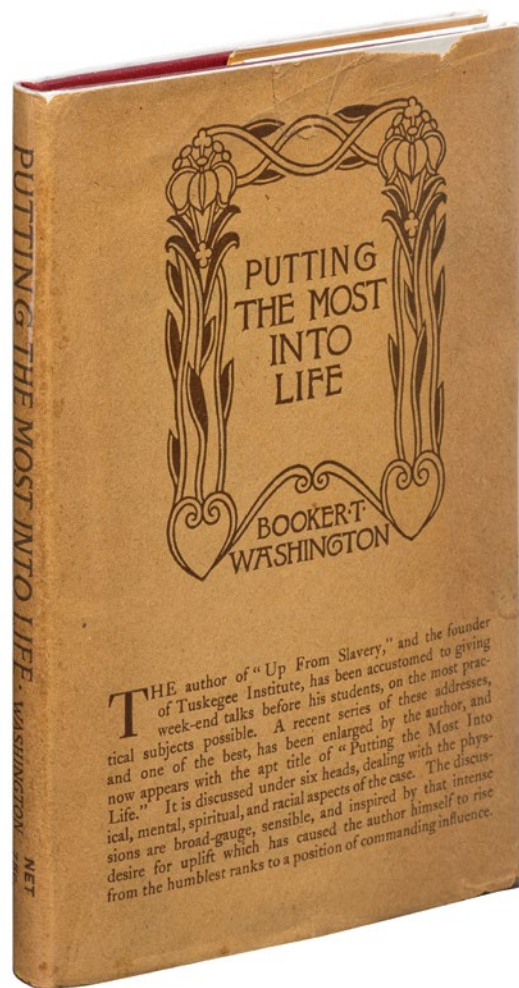 PUTTING THE MOST INTO LIFE · WASHINGTON
NET
PUTTING
THE MOST
INTO
LIFE
BOOKER·T·
WASHINGTON
THE author of "Up From Slavery," and the founder
of Tuskegee Institute, has been accustomed to giving
week-end talks before his students, on the most prac-
tical subjects possible. A recent series of these addresses,
and one of the best, has been enlarged by the author, and
now appears with the apt title of "Putting the Most Into
Life." It is discussed under six heads, dealing with the phys-
ical, mental, spiritual, and racial aspects of the case. The discus-
sions are broad-gauge, sensible, and inspired by that intense
desire for uplift which has caused the author himself to rise
from the humblest ranks to a position of commanding influence.